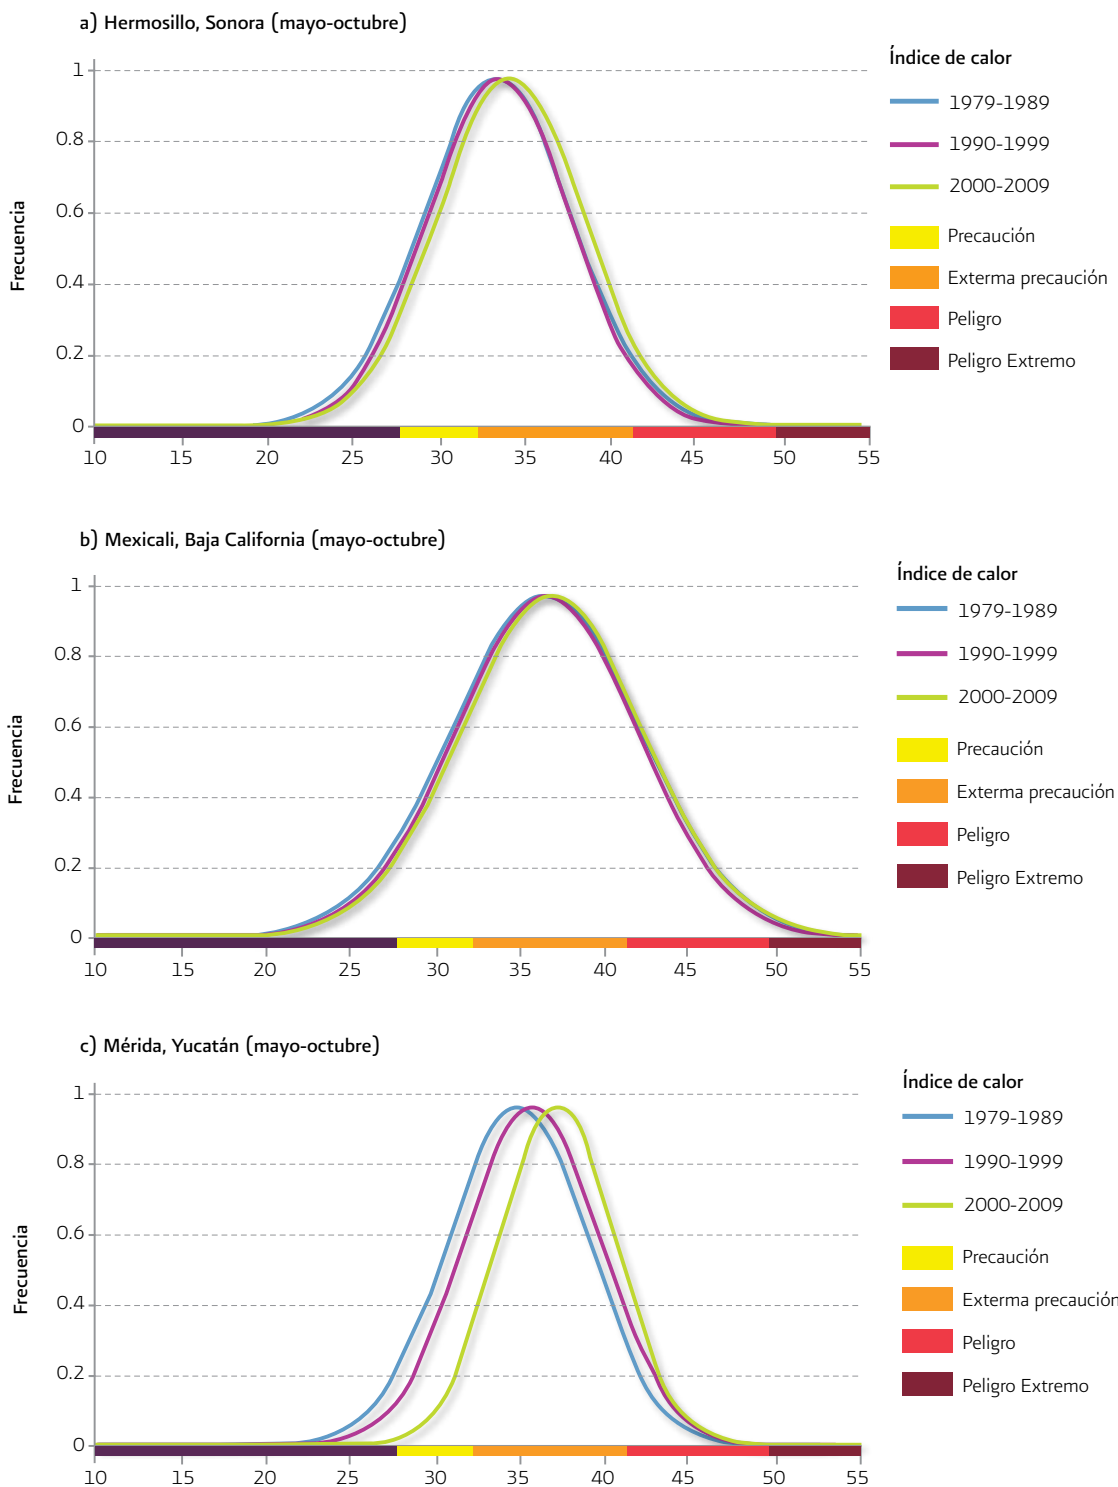 a) Hermosillo, Sonora (mayo-octubre)
Frecuencia
1
0.8
0.6
0.4
0.2
0
10 15 20 25 30 35 40 45 50 55
Índice de calor
1979-1989
1990-1999
2000-2009
Precaución
Exterma precaución
Peligro
Peligro Extremo
b) Mexicali, Baja California (mayo-octubre)
Frecuencia
1
0.8
0.6
0.4
0.2
0
10 15 20 25 30 35 40 45 50 55
Índice de calor
1979-1989
1990-1999
2000-2009
Precaución
Exterma precaución
Peligro
Peligro Extremo
c) Mérida, Yucatán (mayo-octubre)
Frecuencia
1
0.8
0.6
0.4
0.2
0
10 15 20 25 30 35 40 45 50 55
Índice de calor
1979-1989
1990-1999
2000-2009
Precaución
Exterma precaución
Peligro
Peligro Extremo